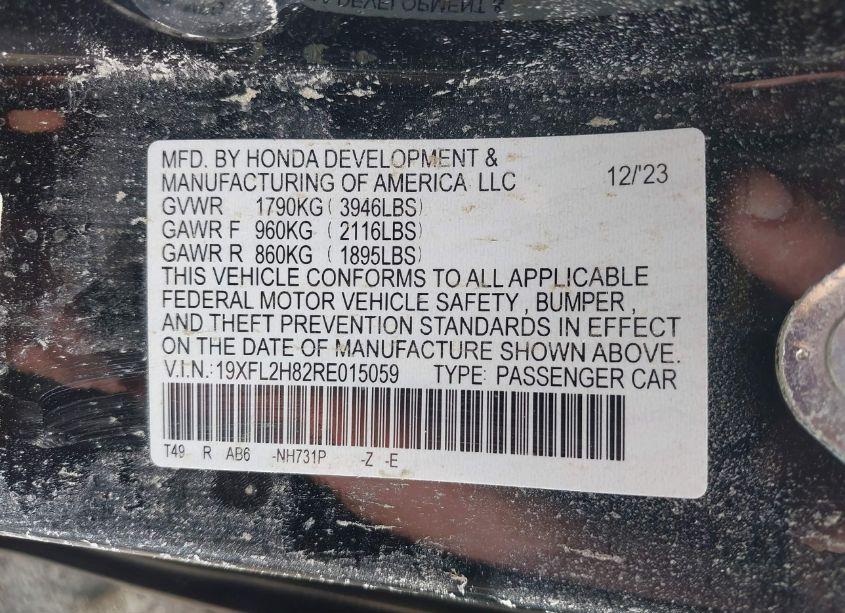 DEVELOPMENT &
MFD. BY HONDA DEVELOPMENT &
MANUFACTURING OF AMERICA LLC 12/'23
GVWR 1790KG ( 3946LBS)
GAWR F 960KG ( 2116LBS)
GAWR R 860KG ( 1895LBS)
THIS VEHICLE CONFORMS TO ALL APPLICABLE
FEDERAL MOTOR VEHICLE SAFETY, BUMPER,
AND THEFT PREVENTION STANDARDS IN EFFECT
ON THE DATE OF MANUFACTURE SHOWN ABOVE.
V.I.N.:19XFL2H82RE015059 TYPE: PASSENGER CAR
T49 R AB6 -NH731P -Z -E